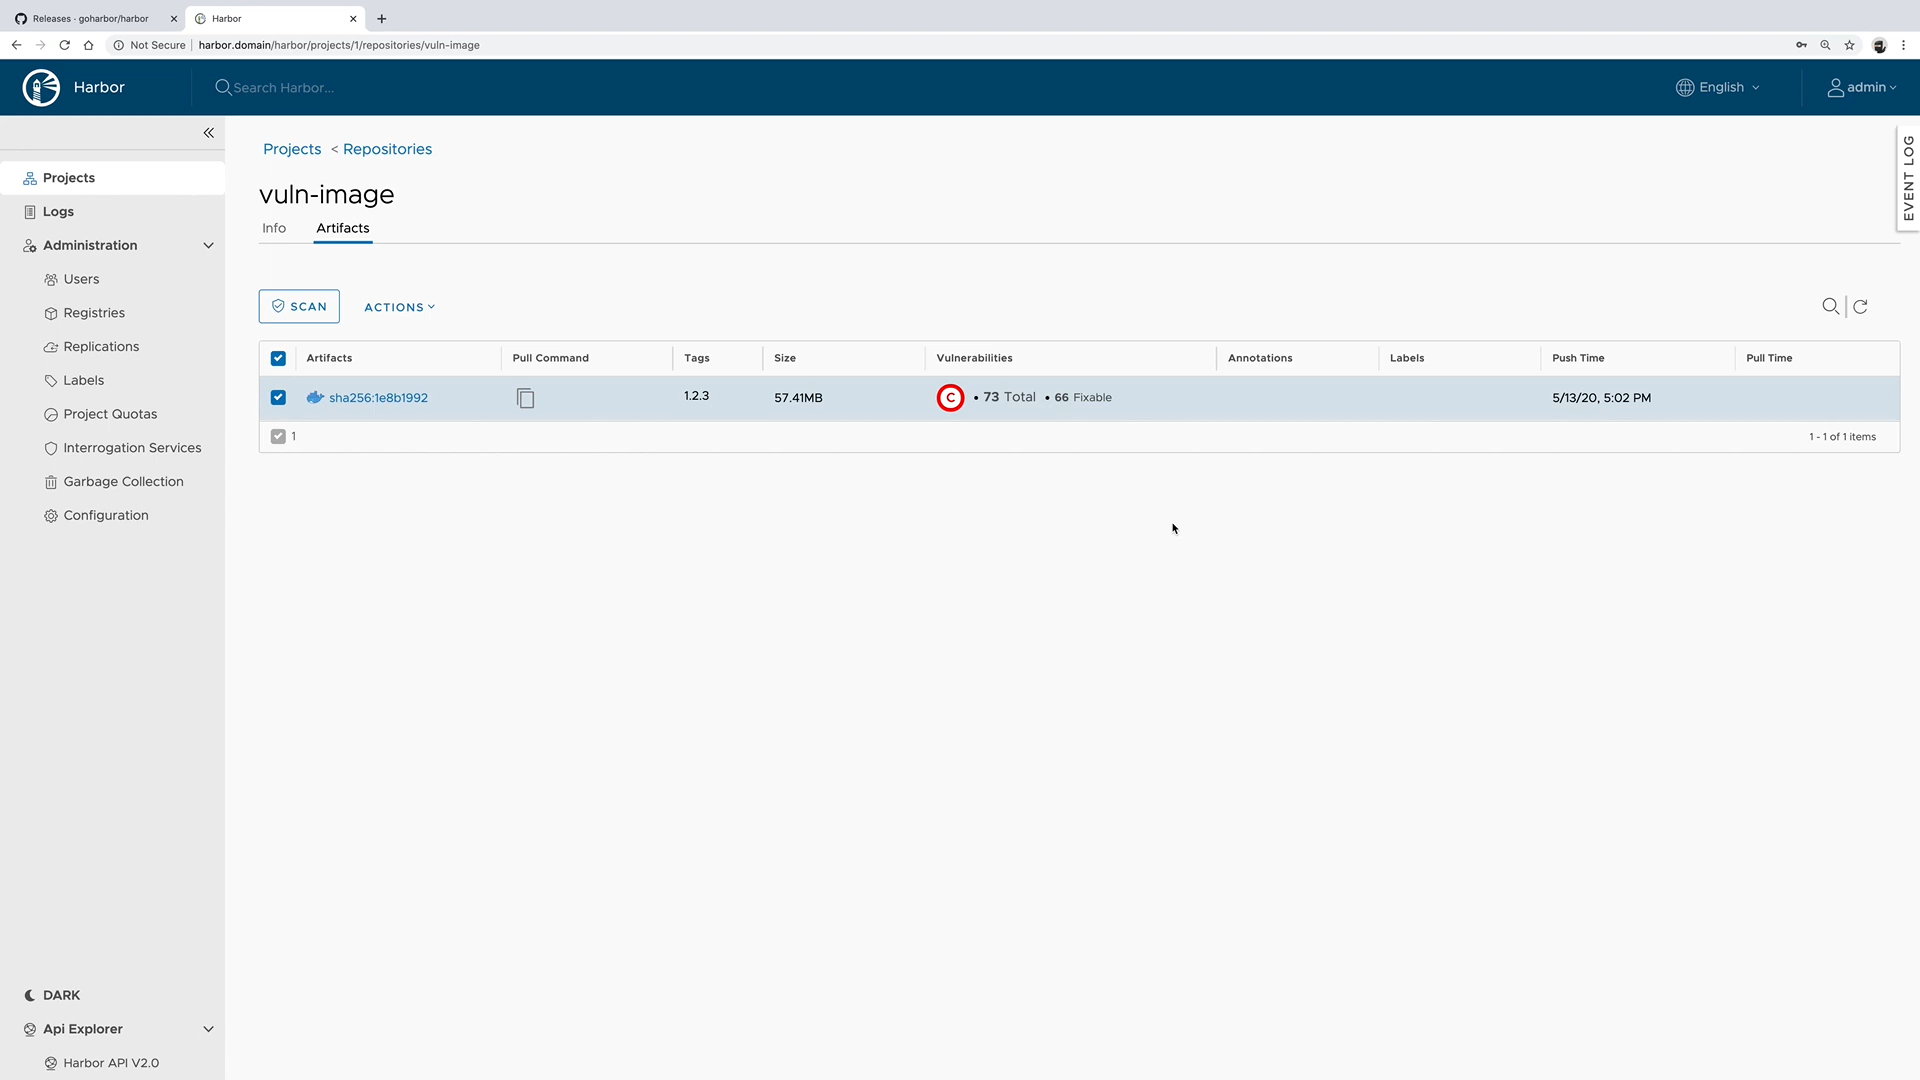 Releases · goharbor/harbor
Harbor
Not Secure
harbor.domain/harbor/projects/1/repositories/vuln-image
Harbor
Search Harbor...
English
admin
EVENT LOG
Projects
Logs
Administration
Users
Registries
Replications
Labels
Project Quotas
Interrogation Services
Garbage Collection
Configuration
DARK
Api Explorer
Harbor API V2.0
Projects < Repositories
vuln-image
Info Artifacts
SCAN ACTIONS
Artifacts Pull Command Tags Size Vulnerabilities Annotations Labels Push Time Pull Time
sha256:1e8b1992 1.2.3 57.41MB C • 73 Total • 66 Fixable 5/13/20, 5:02 PM
1 1 - 1 of 1 items